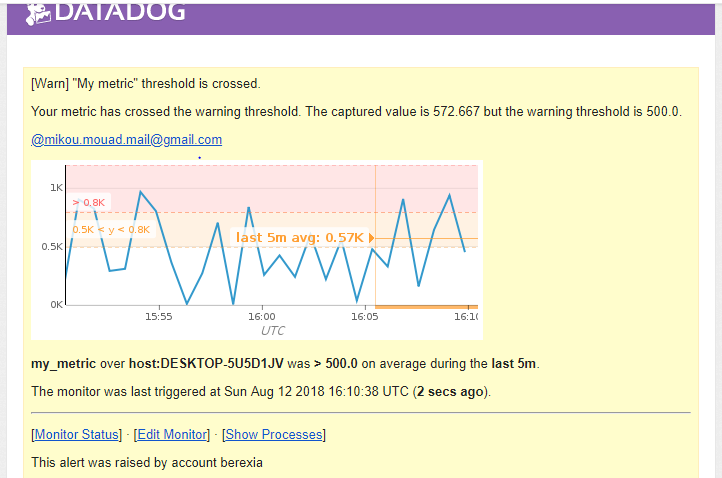 DATADOG
[Warn] "My metric" threshold is crossed.
Your metric has crossed the warning threshold. The captured value is 572.667 but the warning threshold is 500.0.
@mikou.mouad.mail@gmail.com
1K
> 0.8K
0.5K < y < 0.8K
last 5m avg: 0.57K
0.5K
0K
15:55 16:00 16:05 16:10
UTC
my_metric over host:DESKTOP-5U5D1JV was > 500.0 on average during the last 5m.
The monitor was last triggered at Sun Aug 12 2018 16:10:38 UTC (2 secs ago).
[Monitor Status] · [Edit Monitor] · [Show Processes]
This alert was raised by account berexia